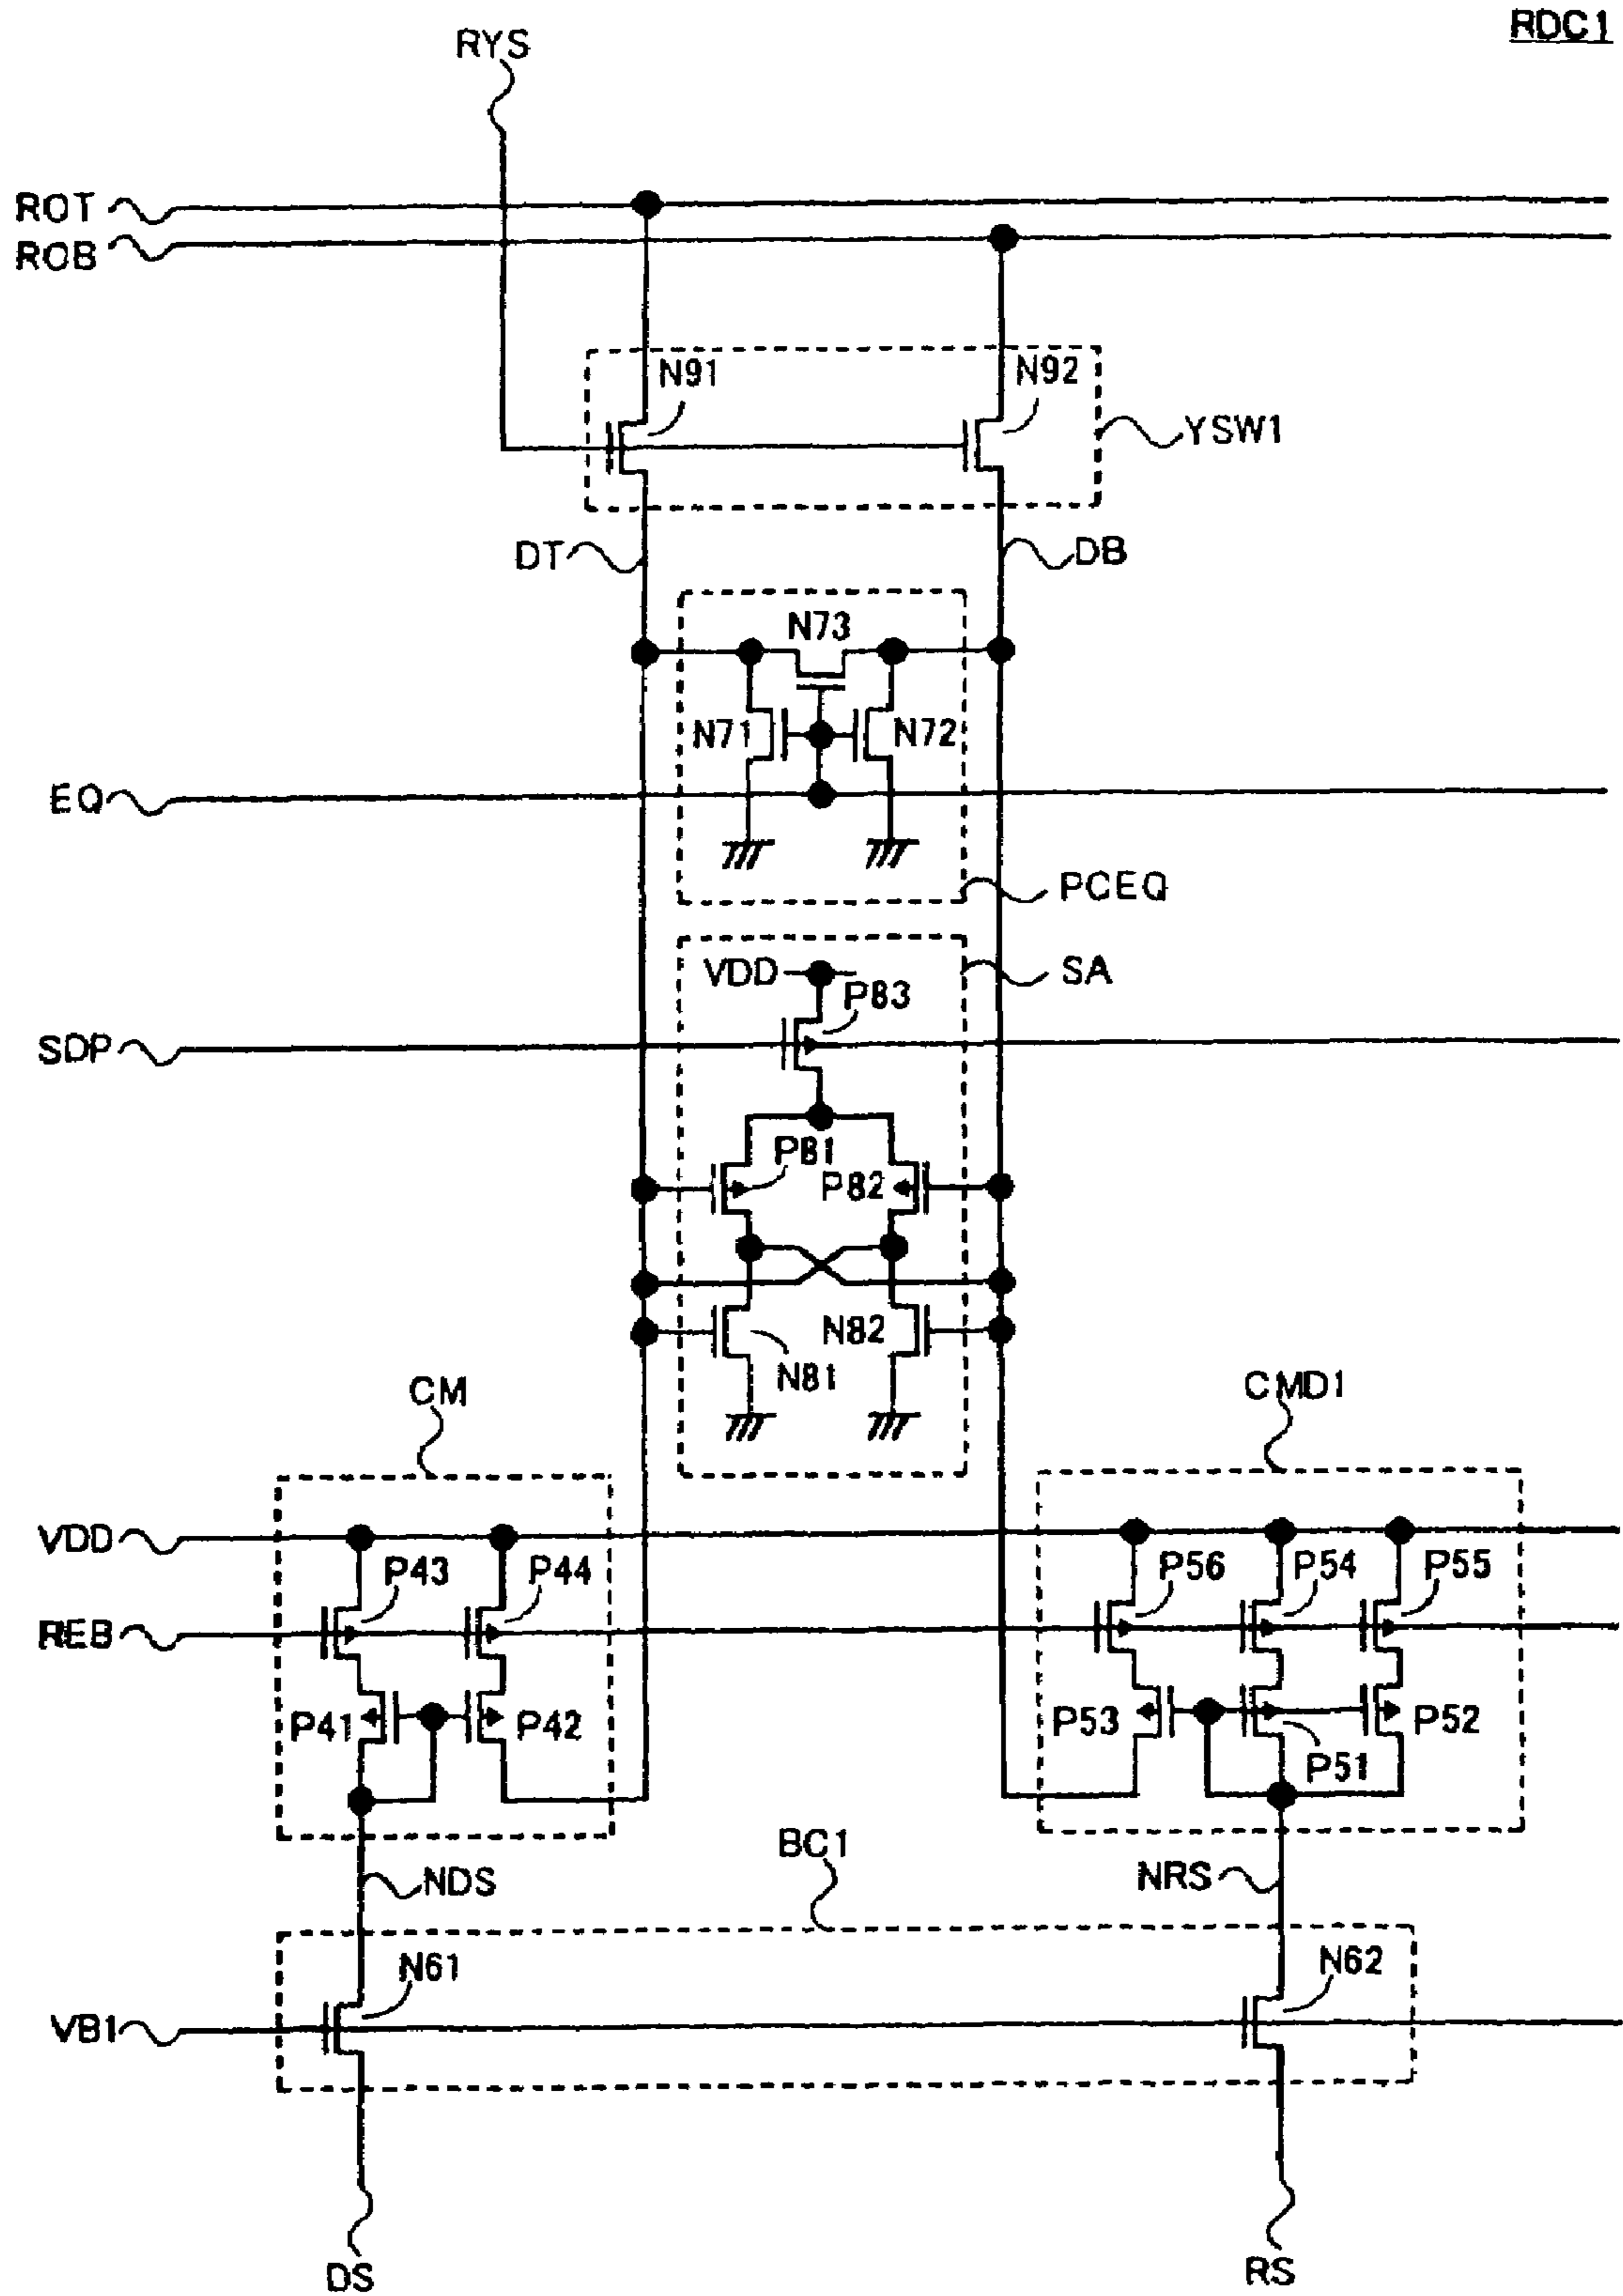 RDC1
RYS
ROT
ROB
N91
N92
YSW1
DT
DB
N73
N71
N72
EQ
PCEQ
VDD
SA
P83
SDP
P81
P82
N82
N81
CM
CMD1
VDD
P43
P44
P56
P54
P55
REB
P41
P42
P53
P52
P51
BC1
NDS
NRS
N61
N62
VB1
DS
RS